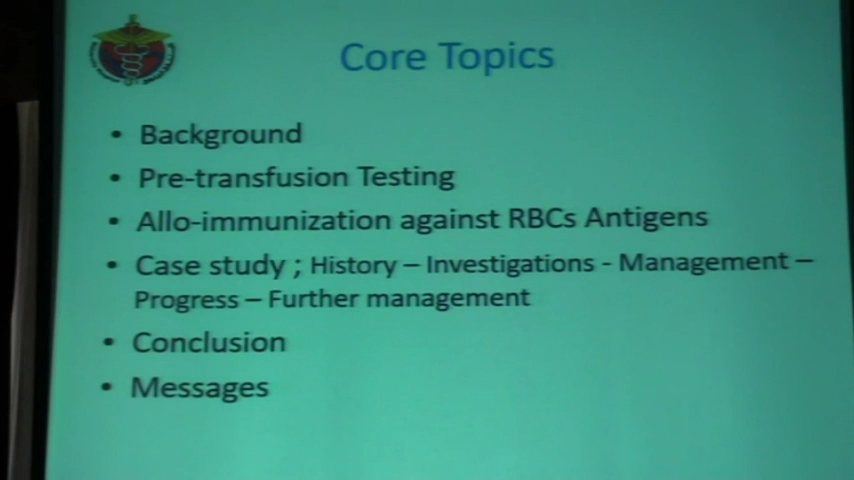 Core Topics
• Background
• Pre-transfusion Testing
• Allo-immunization against RBCs Antigens
• Case study ; History – Investigations - Management –
Progress – Further management
• Conclusion
• Messages